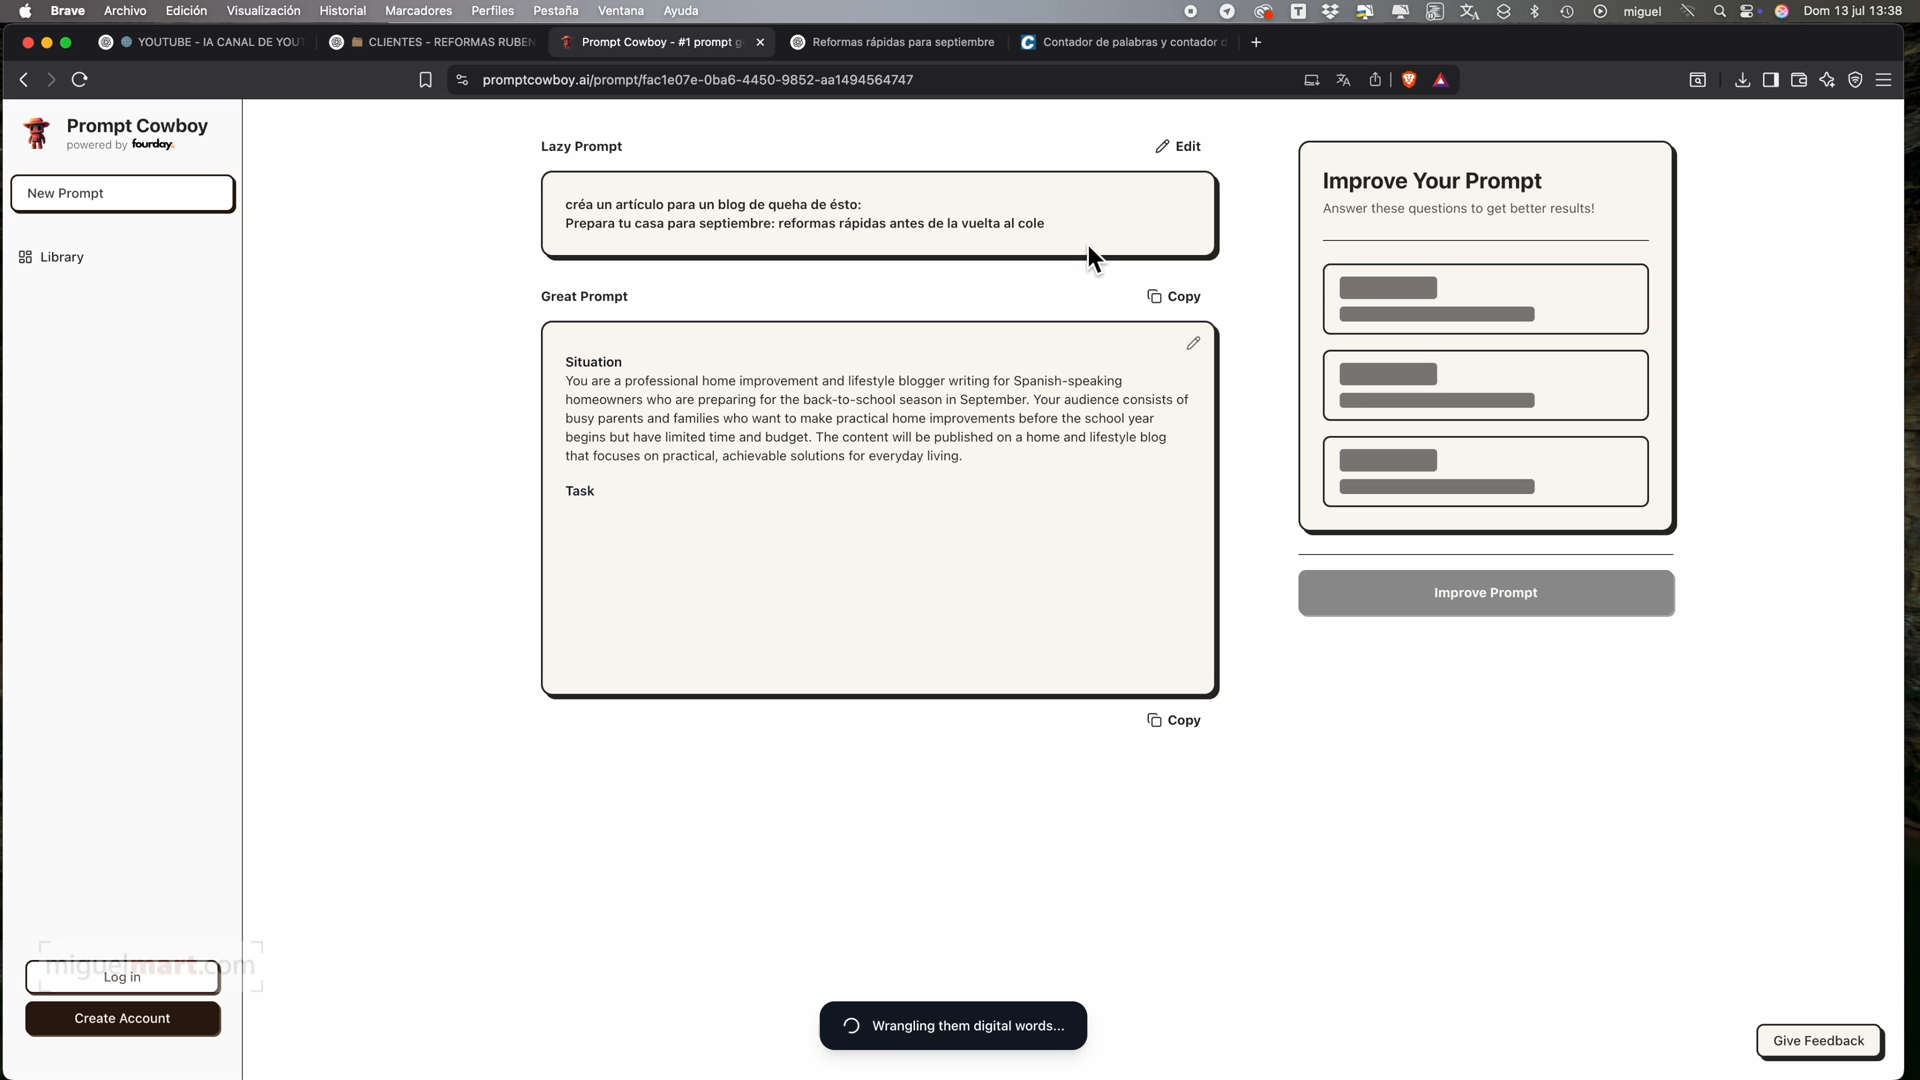 Brave Archivo Edición Visualización Historial Marcadores Perfiles Pestaña Ventana Ayuda miguel Dom 13 jul 13:38
YOUTUBE - IA CANAL DE YOU CLIENTES - REFORMAS RUBEN Prompt Cowboy - #1 prompt g Reformas rápidas para septiembre Contador de palabras y contador d
promptcowboy.ai/prompt/fac1e07e-0ba6-4450-9852-aa1494564747
Prompt Cowboy
powered by fourday.
New Prompt
Library
Lazy Prompt
Edit
créa un artículo para un blog de queha de ésto:
Prepara tu casa para septiembre: reformas rápidas antes de la vuelta al cole
Great Prompt
Copy
Situation
You are a professional home improvement and lifestyle blogger writing for Spanish-speaking
homeowners who are preparing for the back-to-school season in September. Your audience consists of
busy parents and families who want to make practical home improvements before the school year
begins but have limited time and budget. The content will be published on a home and lifestyle blog
that focuses on practical, achievable solutions for everyday living.
Task
Copy
Improve Your Prompt
Answer these questions to get better results!
Improve Prompt
miguelmart.com
Log in
Create Account
Wrangling them digital words...
Give Feedback